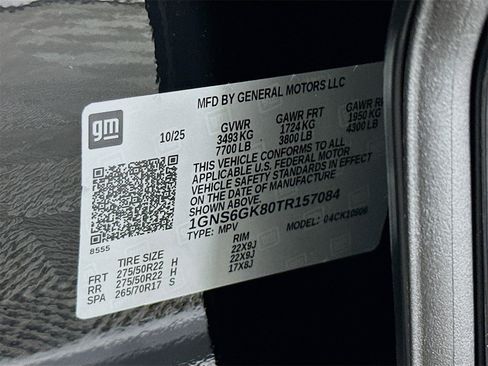 MFD BY GENERAL MOTORS LLC
gm
10/25 GVWR GAWR FRT GAWR RR
3493 KG 1724 KG 1950 KG
7700 LB 3800 LB 4300 LB
THIS VEHICLE CONFORMS TO ALL
APPLICABLE U.S. FEDERAL MOTOR
VEHICLE SAFETY STANDARDS IN EFFECT
ON THE DATE OF MANUFACTURE
SHOWN ABOVE.
1GNS6GK80TR157084
TYPE: MPV MODEL: 04CK10906
8555
TIRE SIZE RIM
FRT 275/50R22 H 22X9J
RR 275/50R22 H 22X9J
SPA 265/70R17 S 17X8J